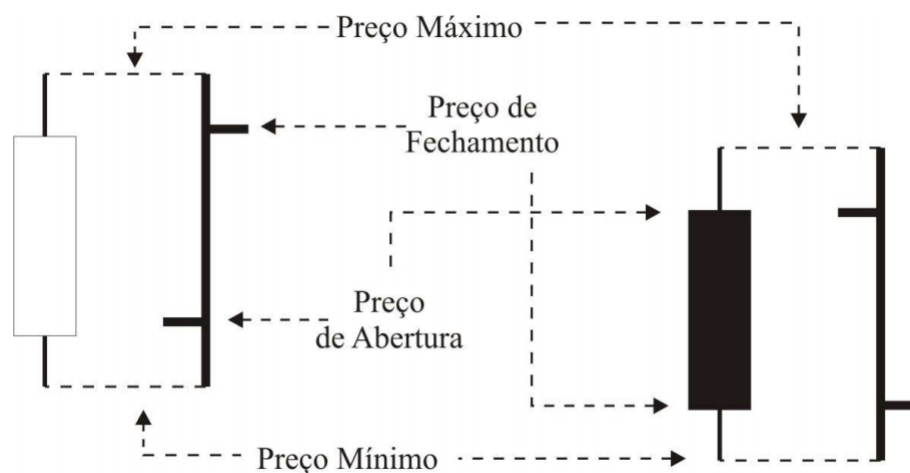 Preço Máximo
Preço de
Fechamento
Preço
de Abertura
Preço Mínimo